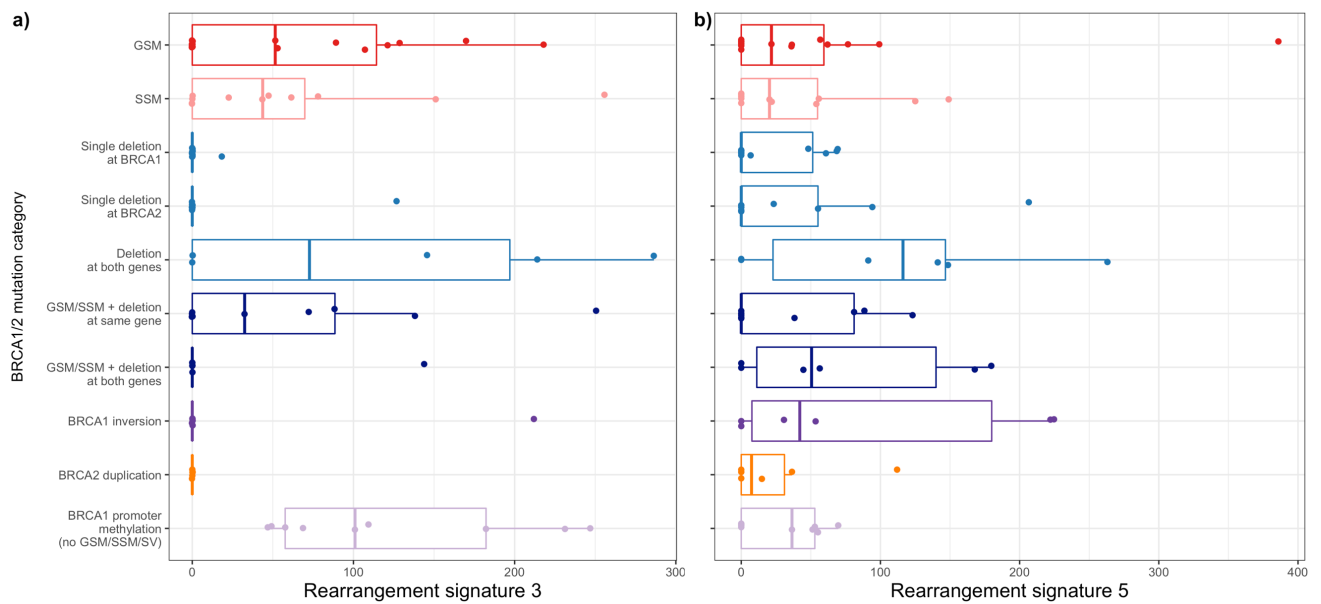 a)
b)
BRCA1/2 mutation category
GSM
SSM
Single deletion
at BRCA1
Single deletion
at BRCA2
Deletion
at both genes
GSM/SSM + deletion
at same gene
GSM/SSM + deletion
at both genes
BRCA1 inversion
BRCA2 duplication
BRCA1 promoter
methylation
(no GSM/SSM/SV)
0 100 200 300
Rearrangement signature 3
0 100 200 300 400
Rearrangement signature 5